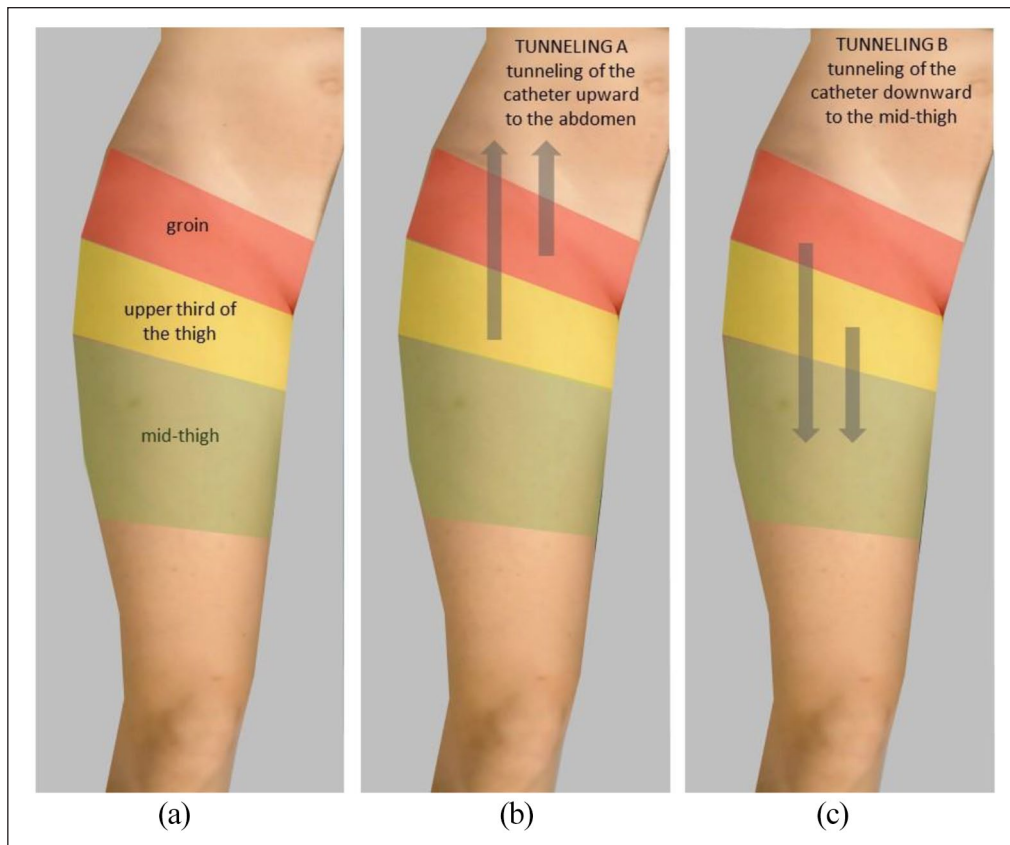 groin
upper third of
the thigh
mid-thigh
(a)
TUNNELING A
tunneling of the
catheter upward
to the abdomen
(b)
TUNNELING B
tunneling of the
catheter downward
to the mid-thigh
(c)